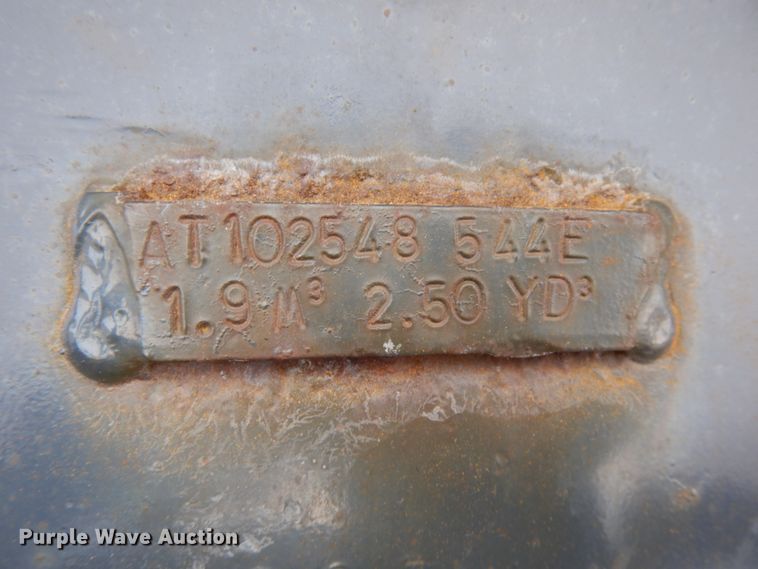 AT102548 544E
1.9 M³ 2.50 YD³
Purple Wave Auction